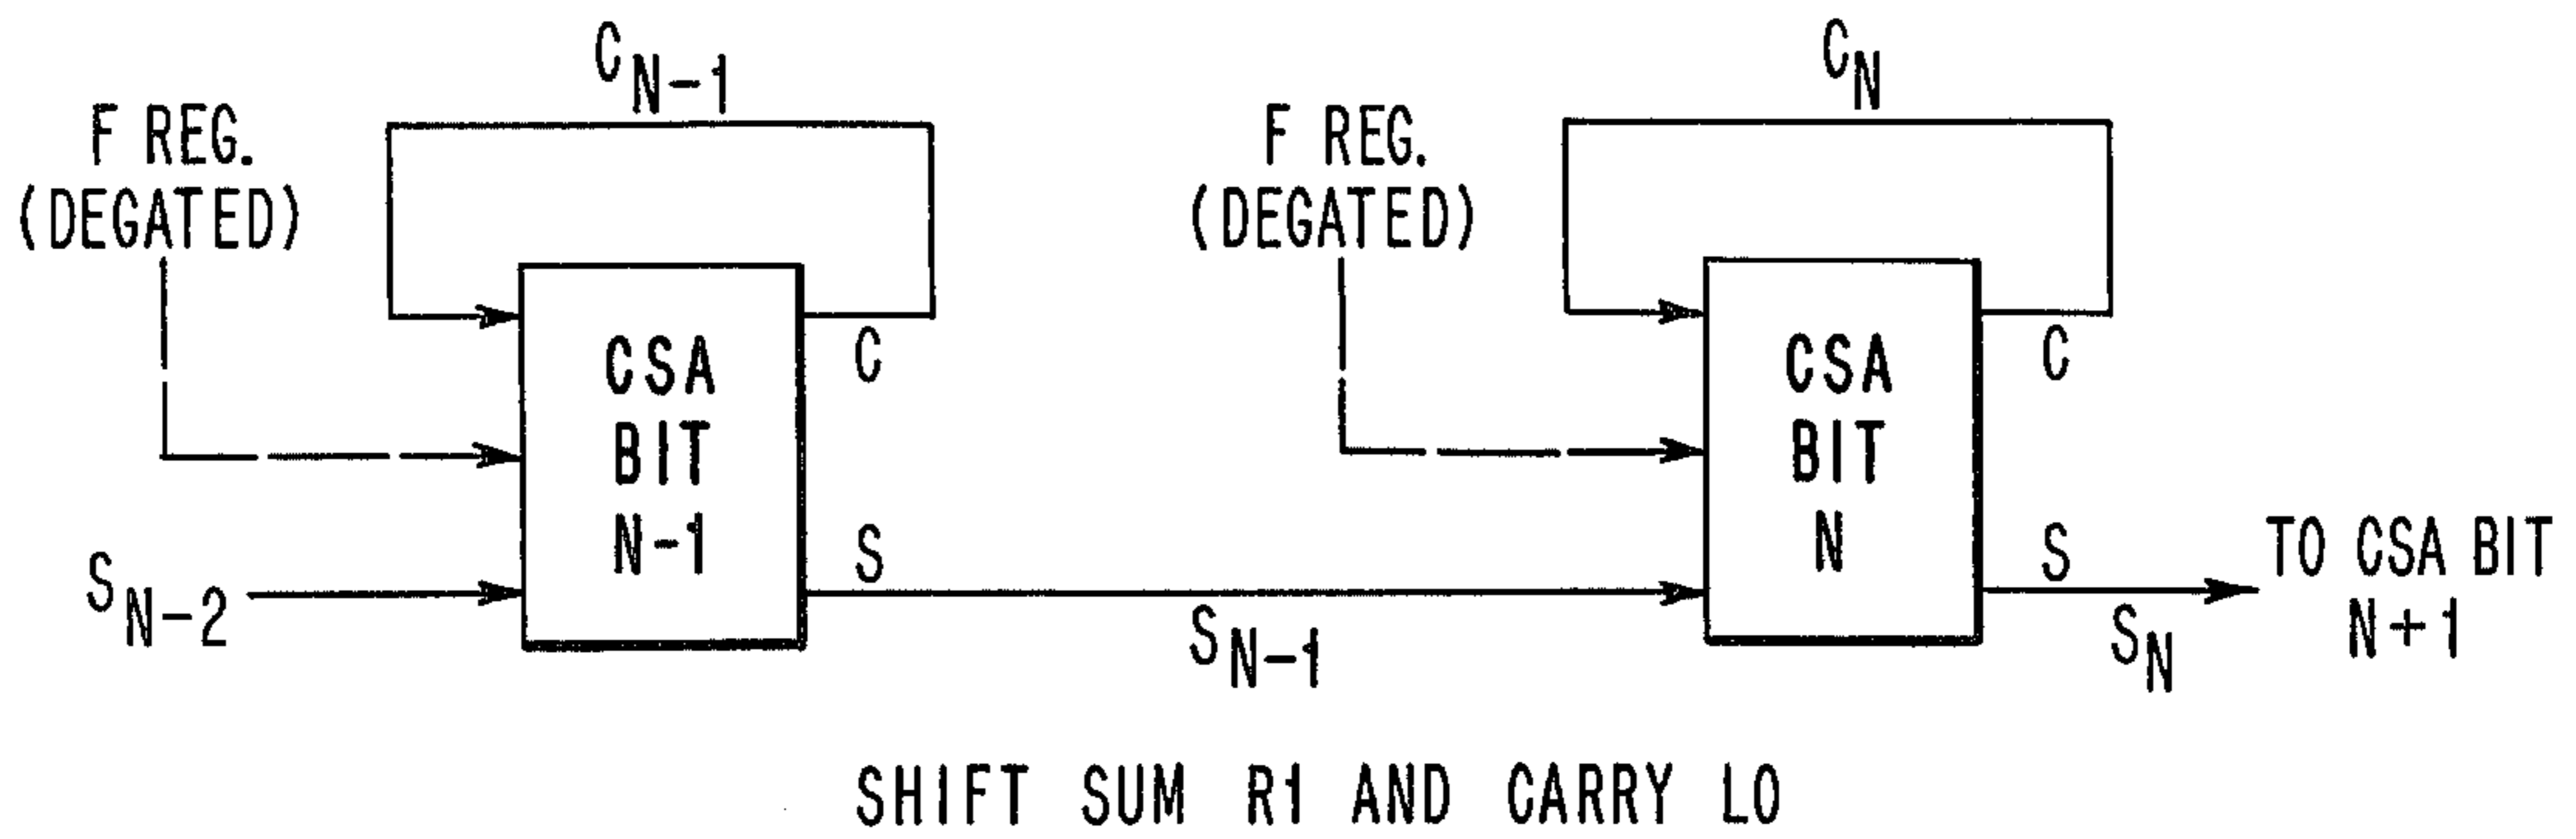 C N-1
F REG.
(DEGATED)
CSA
BIT
N-1
C
S
S N-2
S N-1
C N
F REG.
(DEGATED)
CSA
BIT
N
C
S
S N
TO CSA BIT
N+1
SHIFT SUM R1 AND CARRY L0